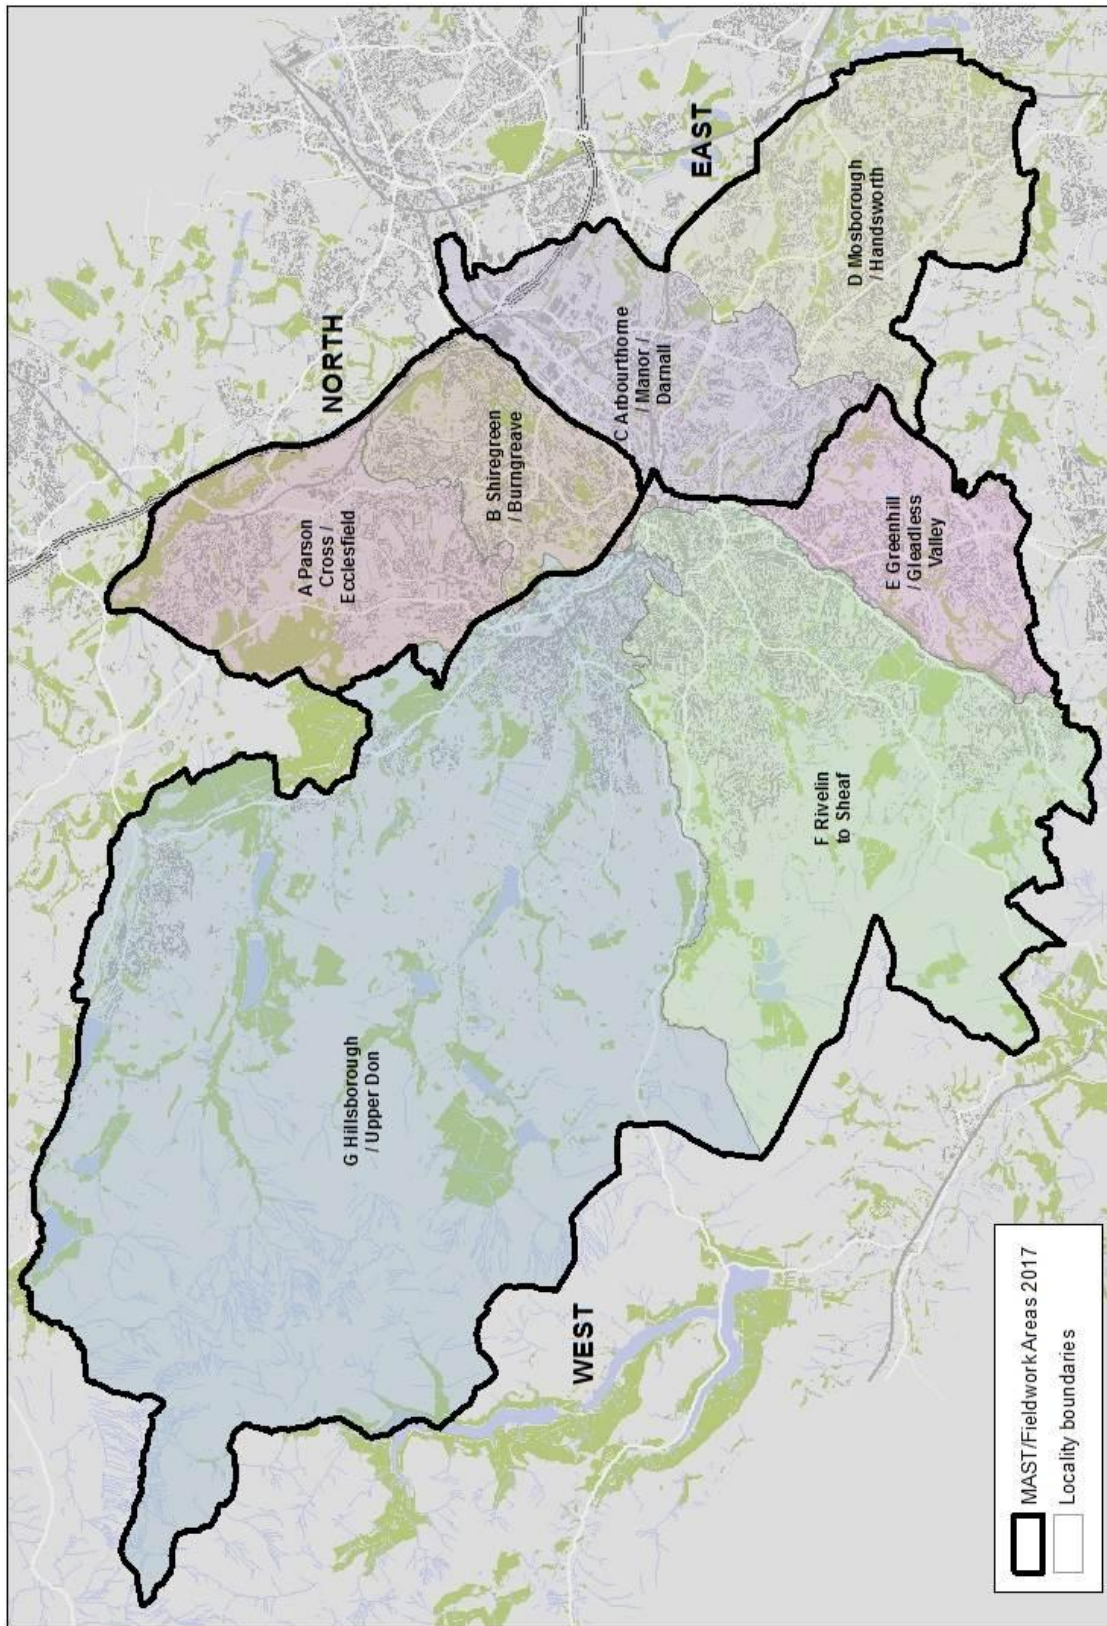 NORTH
EAST
WEST
A Parson
Cross /
Ecclesfield
B Shiregreen
/ Burngreave
C Arbourthorne
/ Manor /
Darnall
D Mosborough
/ Handsworth
E Greenhill
/ Gleadless
Valley
F Rivelin
to Sheaf
G Hillsborough
/ Upper Don
MAST/Fieldwork Areas 2017
Locality boundaries